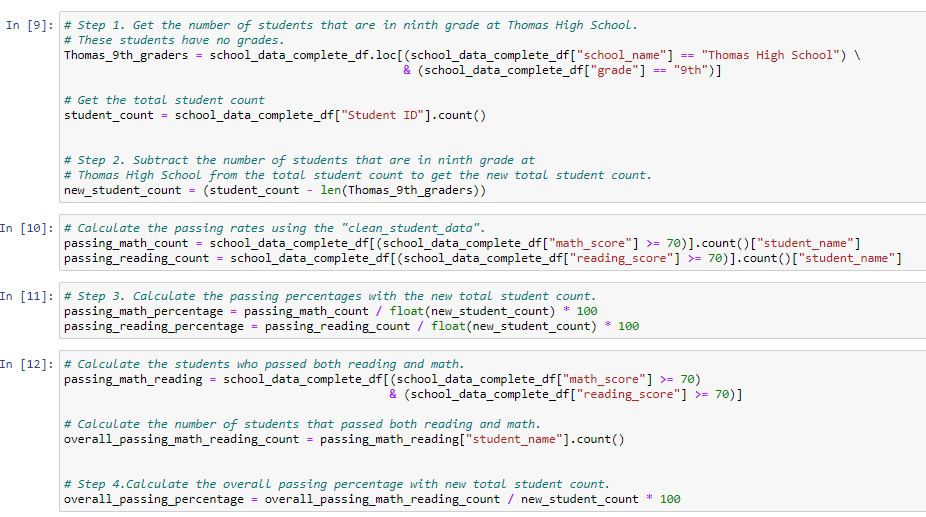 In [9]: # Step 1. Get the number of students that are in ninth grade at Thomas High School.
# These students have no grades.
Thomas_9th_graders = school_data_complete_df.loc[(school_data_complete_df["school_name"] == "Thomas High School") \
& (school_data_complete_df["grade"] == "9th")]
# Get the total student count
student_count = school_data_complete_df["Student ID"].count()
# Step 2. Subtract the number of students that are in ninth grade at
# Thomas High School from the total student count to get the new total student count.
new_student_count = (student_count - len(Thomas_9th_graders))
In [10]: # Calculate the passing rates using the "clean_student_data".
passing_math_count = school_data_complete_df[(school_data_complete_df["math_score"] >= 70)].count()["student_name"]
passing_reading_count = school_data_complete_df[(school_data_complete_df["reading_score"] >= 70)].count()["student_name"]
In [11]: # Step 3. Calculate the passing percentages with the new total student count.
passing_math_percentage = passing_math_count / float(new_student_count) * 100
passing_reading_percentage = passing_reading_count / float(new_student_count) * 100
In [12]: # Calculate the students who passed both reading and math.
passing_math_reading = school_data_complete_df[(school_data_complete_df["math_score"] >= 70)
& (school_data_complete_df["reading_score"] >= 70)]
# Calculate the number of students that passed both reading and math.
overall_passing_math_reading_count = passing_math_reading["student_name"].count()
# Step 4.Calculate the overall passing percentage with new total student count.
overall_passing_percentage = overall_passing_math_reading_count / new_student_count * 100